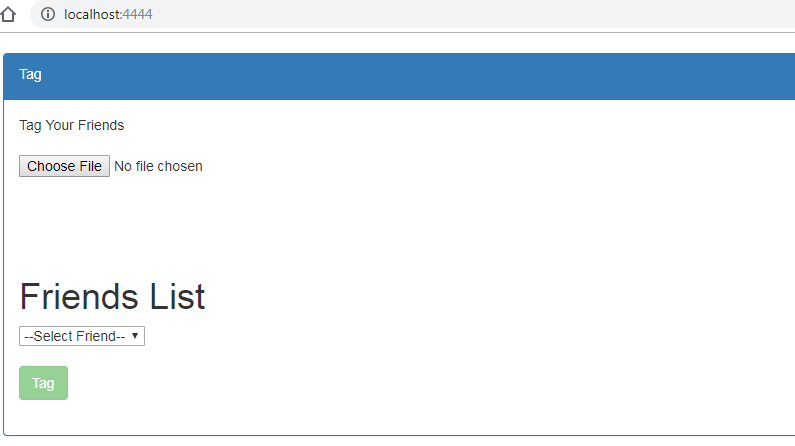 localhost:4444
Tag
Tag Your Friends
Choose File No file chosen
Friends List
--Select Friend--
Tag